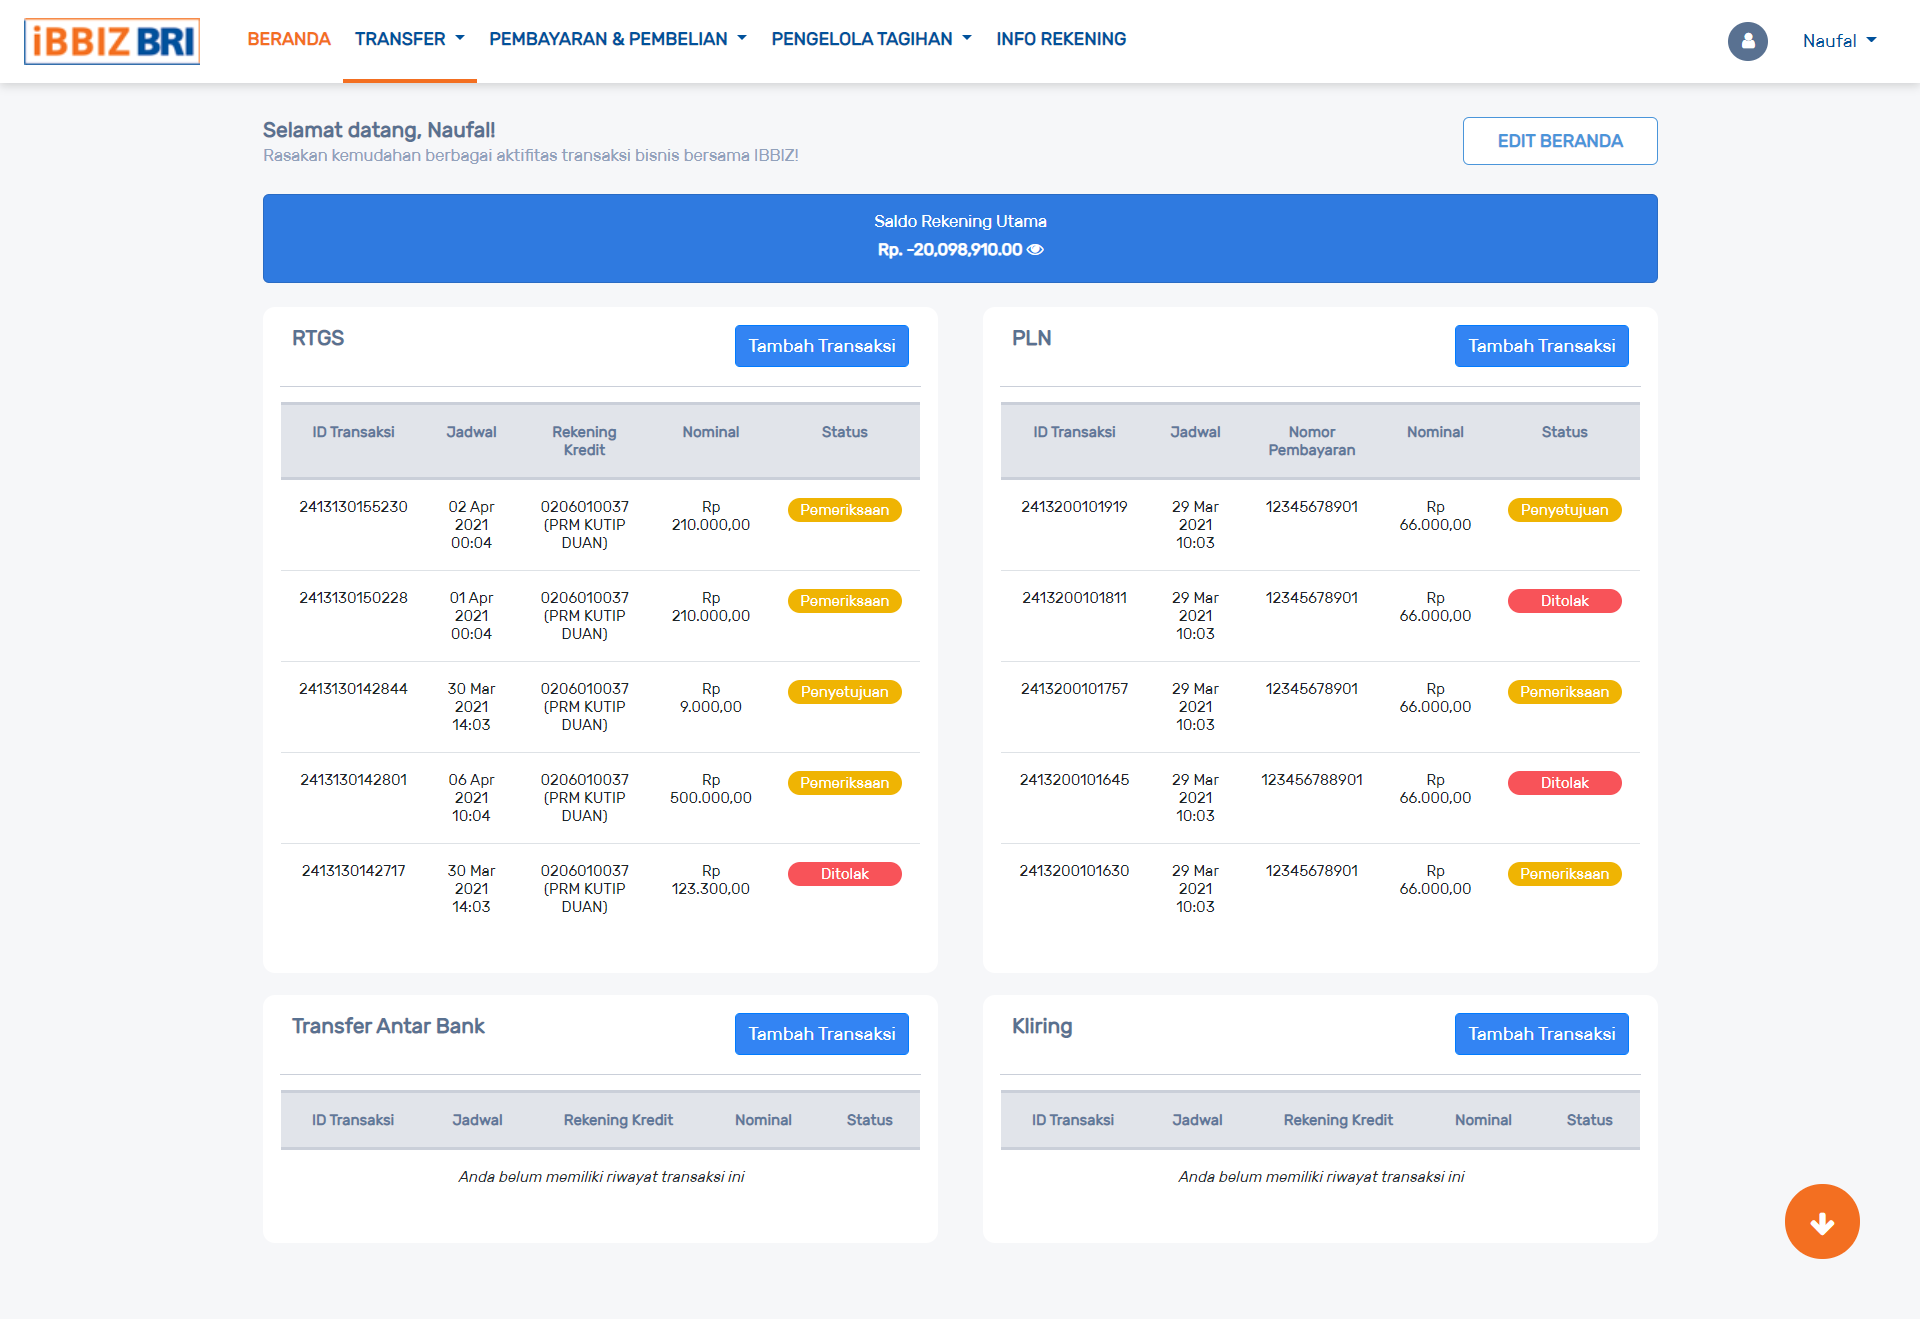 iBBIZ BRI
BERANDA
TRANSFER
PEMBAYARAN & PEMBELIAN
PENGELOLA TAGIHAN
INFO REKENING
Naufal
Selamat datang, Naufal!
Rasakan kemudahan berbagai aktifitas transaksi bisnis bersama IBBIZ!
EDIT BERANDA
Saldo Rekening Utama
Rp. -20,098,910.00
RTGS
Tambah Transaksi
ID Transaksi Jadwal Rekening Nominal Status
Kredit
2413130155230 02 Apr 0206010037 Rp Pemeriksaan
2021 (PRM KUTIP 210.000,00
00:04 DUAN)
2413130150228 01 Apr 0206010037 Rp Pemeriksaan
2021 (PRM KUTIP 210.000,00
00:04 DUAN)
2413130142844 30 Mar 0206010037 Rp Penyetujuan
2021 (PRM KUTIP 9.000,00
14:03 DUAN)
2413130142801 06 Apr 0206010037 Rp Pemeriksaan
2021 (PRM KUTIP 500.000,00
10:04 DUAN)
2413130142717 30 Mar 0206010037 Rp Ditolak
2021 (PRM KUTIP 123.300,00
14:03 DUAN)
PLN
Tambah Transaksi
ID Transaksi Jadwal Nomor Nominal Status
Pembayaran
2413200101919 29 Mar 12345678901 Rp Penyetujuan
2021 66.000,00
10:03
2413200101811 29 Mar 12345678901 Rp Ditolak
2021 66.000,00
10:03
2413200101757 29 Mar 12345678901 Rp Pemeriksaan
2021 66.000,00
10:03
2413200101645 29 Mar 123456788901 Rp Ditolak
2021 66.000,00
10:03
2413200101630 29 Mar 12345678901 Rp Pemeriksaan
2021 66.000,00
10:03
Transfer Antar Bank
Tambah Transaksi
ID Transaksi Jadwal Rekening Kredit Nominal Status
Anda belum memiliki riwayat transaksi ini
Kliring
Tambah Transaksi
ID Transaksi Jadwal Rekening Kredit Nominal Status
Anda belum memiliki riwayat transaksi ini